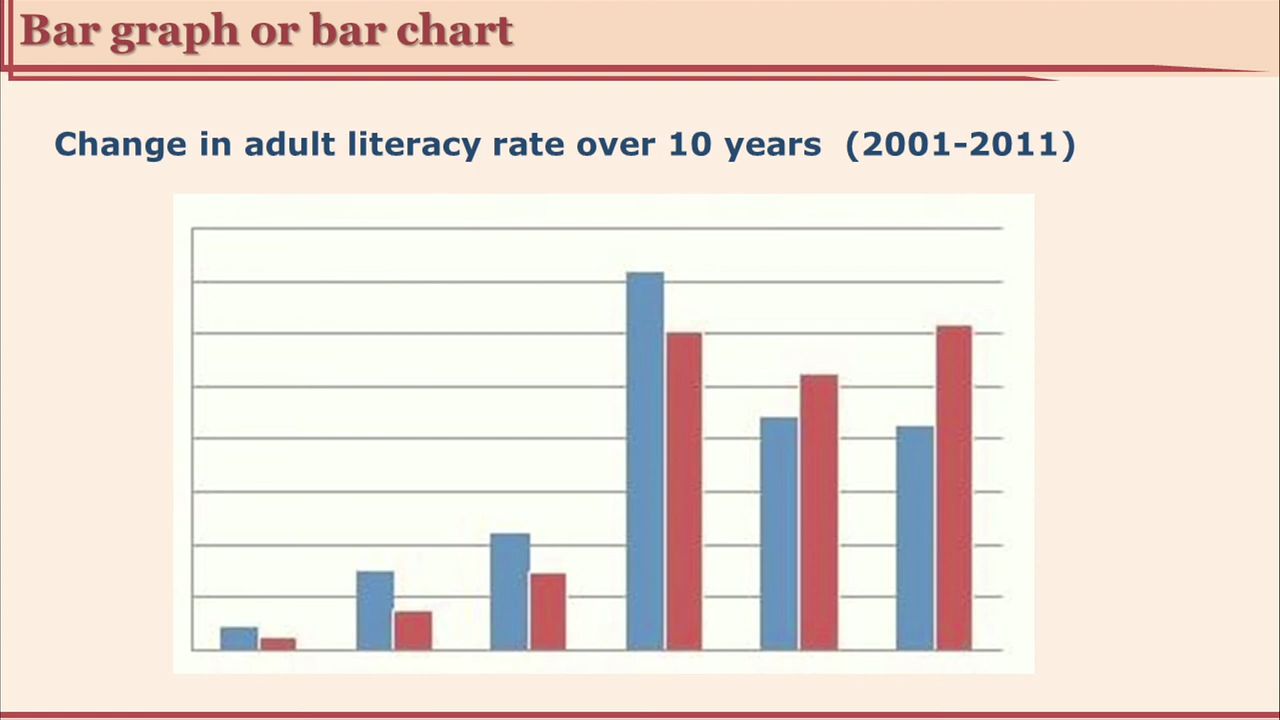 Bar graph or bar chart
Change in adult literacy rate over 10 years (2001-2011)